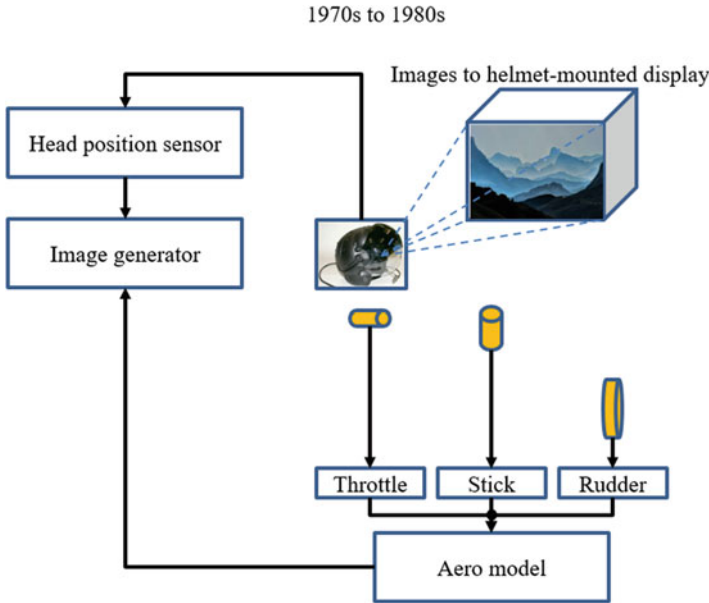 1970s to 1980s
Images to helmet-mounted display
Head position sensor
Image generator
Throttle
Stick
Rudder
Aero model